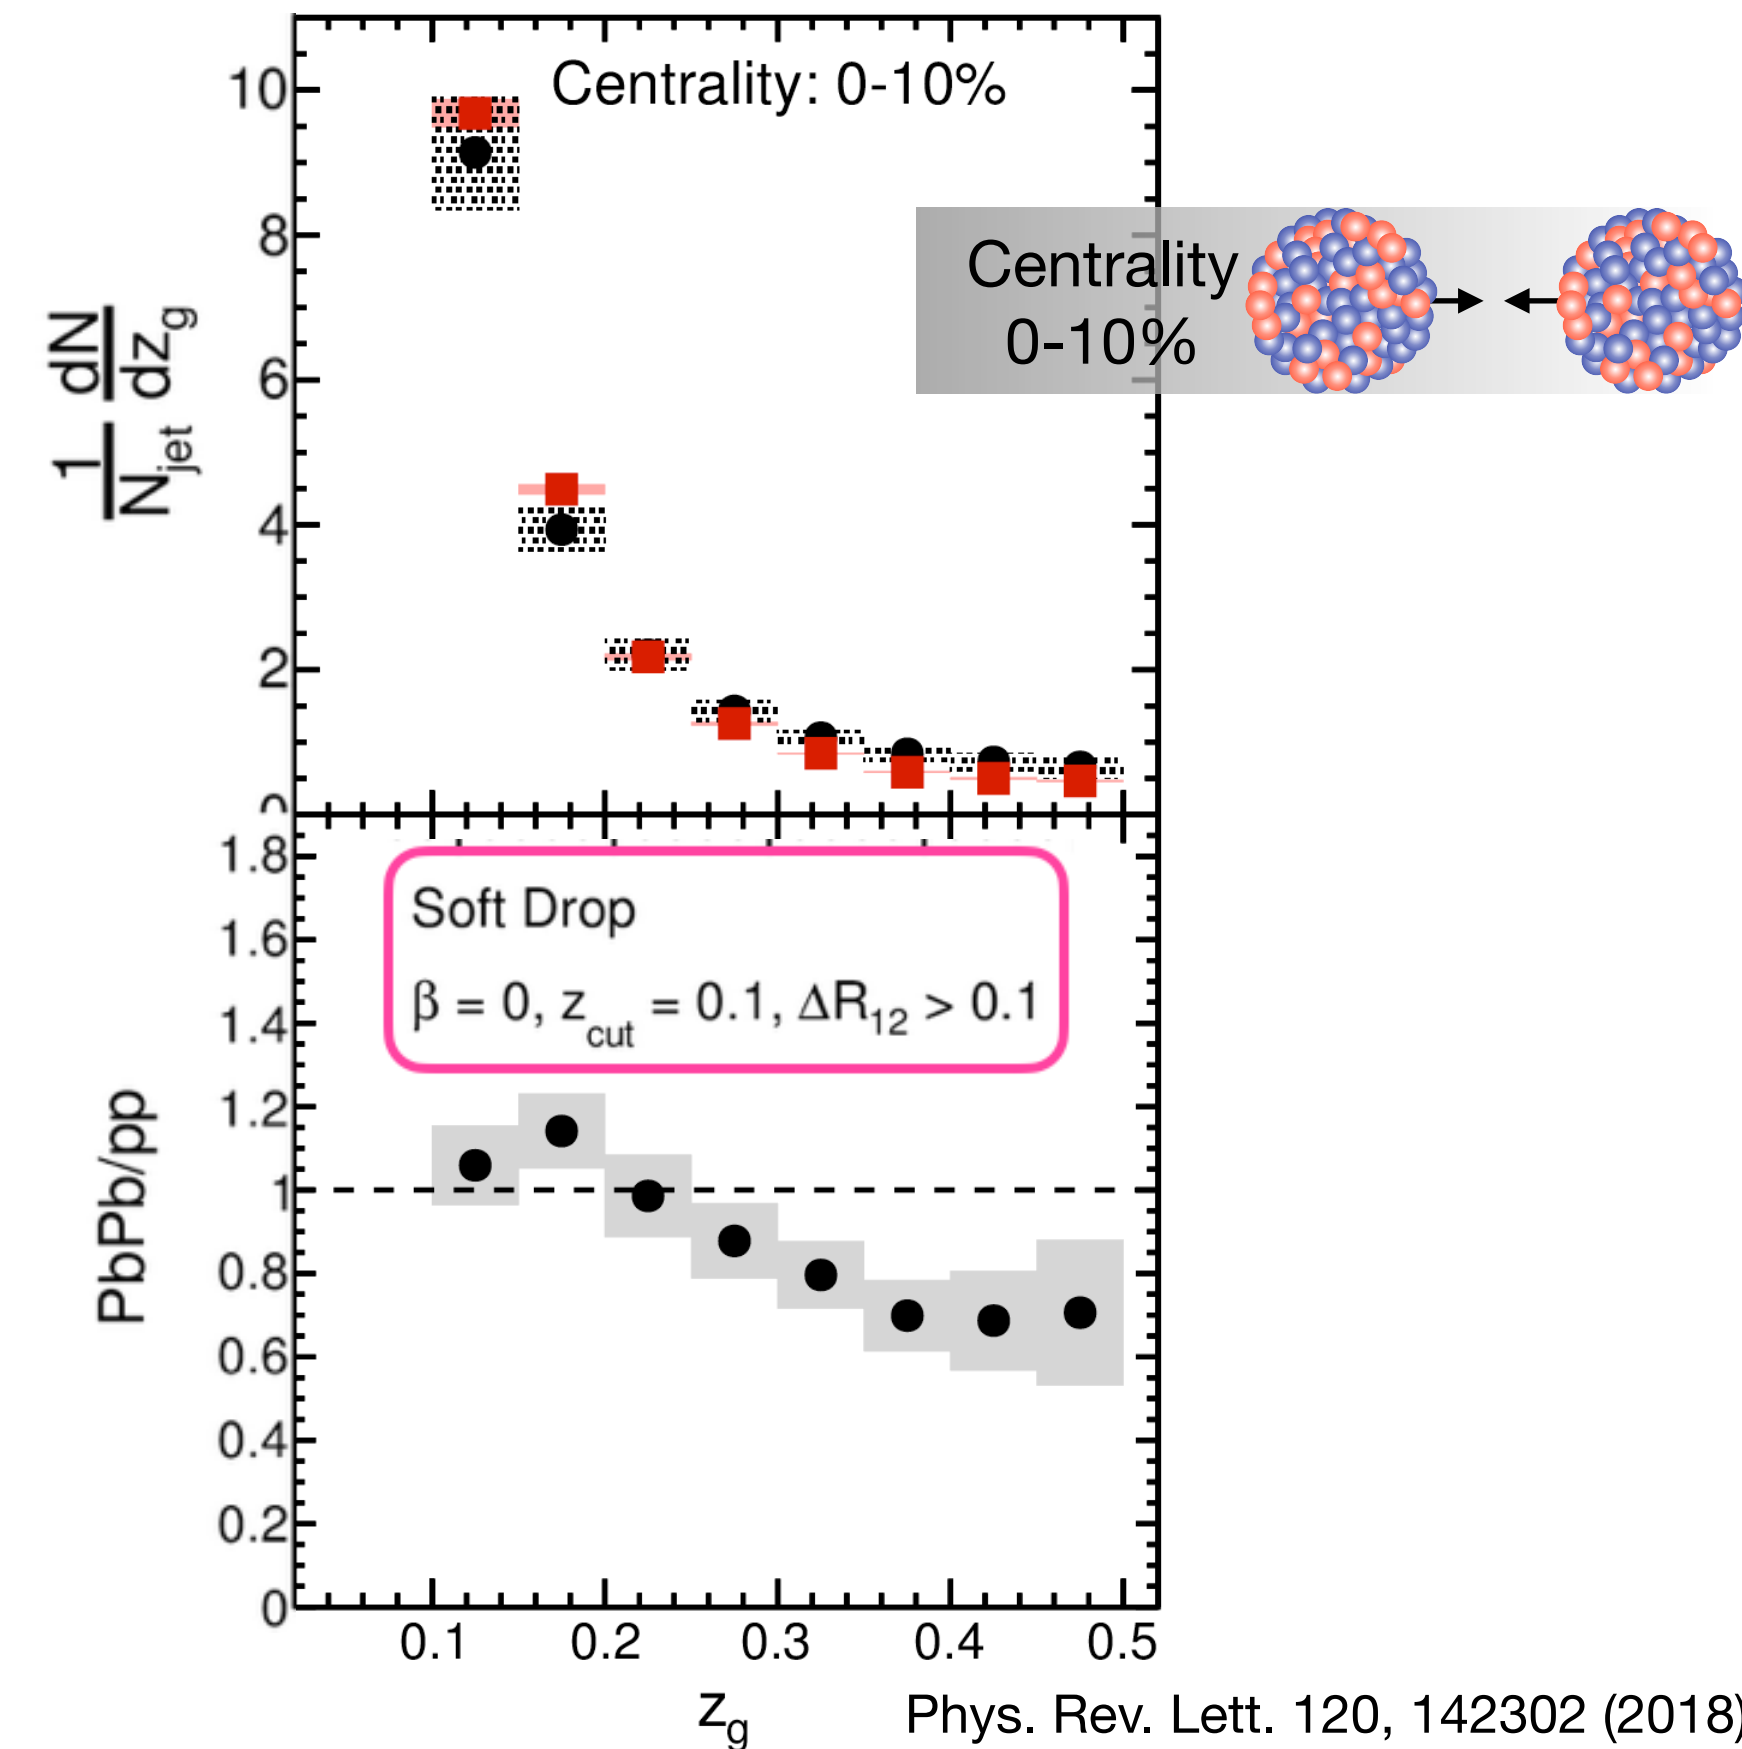 Centrality: 0-10%
10
8
6
4
2
0
1 dN
N_jet dz_g
Centrality
0-10%
Soft Drop
β = 0, z_cut = 0.1, ΔR_12 > 0.1
1.8
1.6
1.4
1.2
1
0.8
0.6
0.4
0.2
0
PbPb/pp
0.1 0.2 0.3 0.4 0.5
z_g
Phys. Rev. Lett. 120, 142302 (2018)